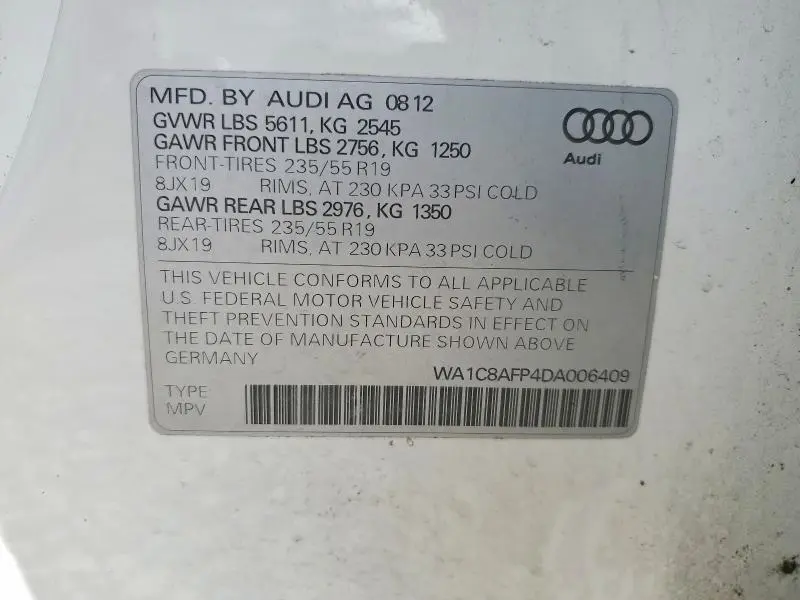 MFD. BY AUDI AG 0812
GVWR LBS 5611, KG 2545
GAWR FRONT LBS 2756, KG 1250
FRONT-TIRES 235/55 R19
8JX19 RIMS, AT 230 KPA 33 PSI COLD
GAWR REAR LBS 2976, KG 1350
REAR-TIRES 235/55 R19
8JX19 RIMS, AT 230 KPA 33 PSI COLD
Audi
THIS VEHICLE CONFORMS TO ALL APPLICABLE
U.S. FEDERAL MOTOR VEHICLE SAFETY AND
THEFT PREVENTION STANDARDS IN EFFECT ON
THE DATE OF MANUFACTURE SHOWN ABOVE
GERMANY
WA1C8AFP4DA006409
TYPE
MPV